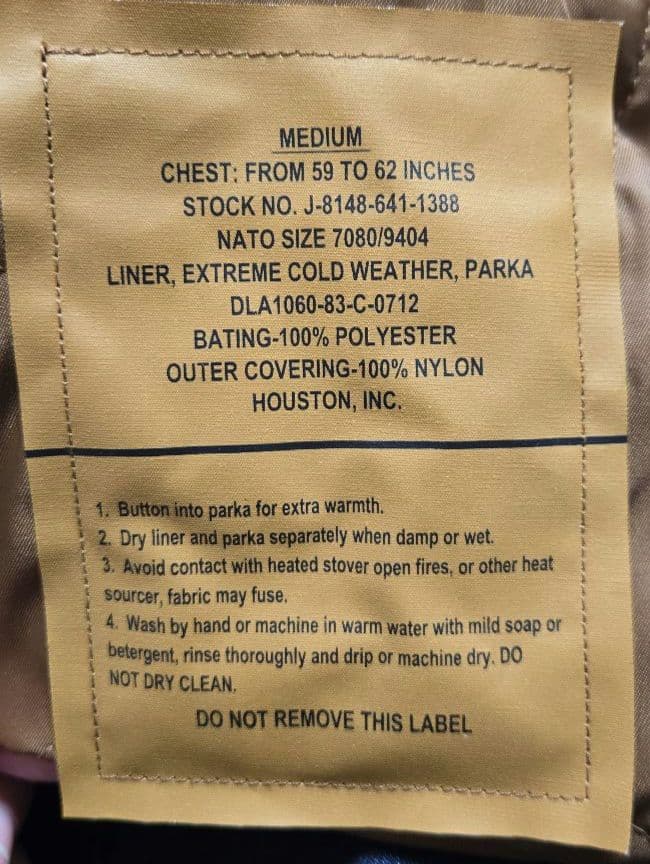 MEDIUM
CHEST: FROM 59 TO 62 INCHES
STOCK NO. J-8148-641-1388
NATO SIZE 7080/9404
LINER, EXTREME COLD WEATHER, PARKA
DLA1060-83-C-0712
BATING-100% POLYESTER
OUTER COVERING-100% NYLON
HOUSTON, INC.
1. Button into parka for extra warmth.
2. Dry liner and parka separately when damp or wet.
3. Avoid contact with heated stover open fires, or other heat
sourcer, fabric may fuse.
4. Wash by hand or machine in warm water with mild soap or
betergent, rinse thoroughly and drip or machine dry. DO
NOT DRY CLEAN.
DO NOT REMOVE THIS LABEL